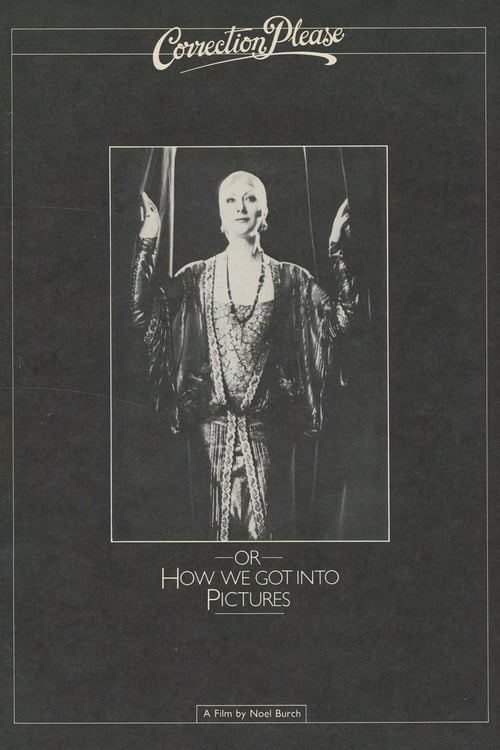 Correction Please
—OR—
HOW WE GOT INTO
PICTURES
A Film by Noel Burch